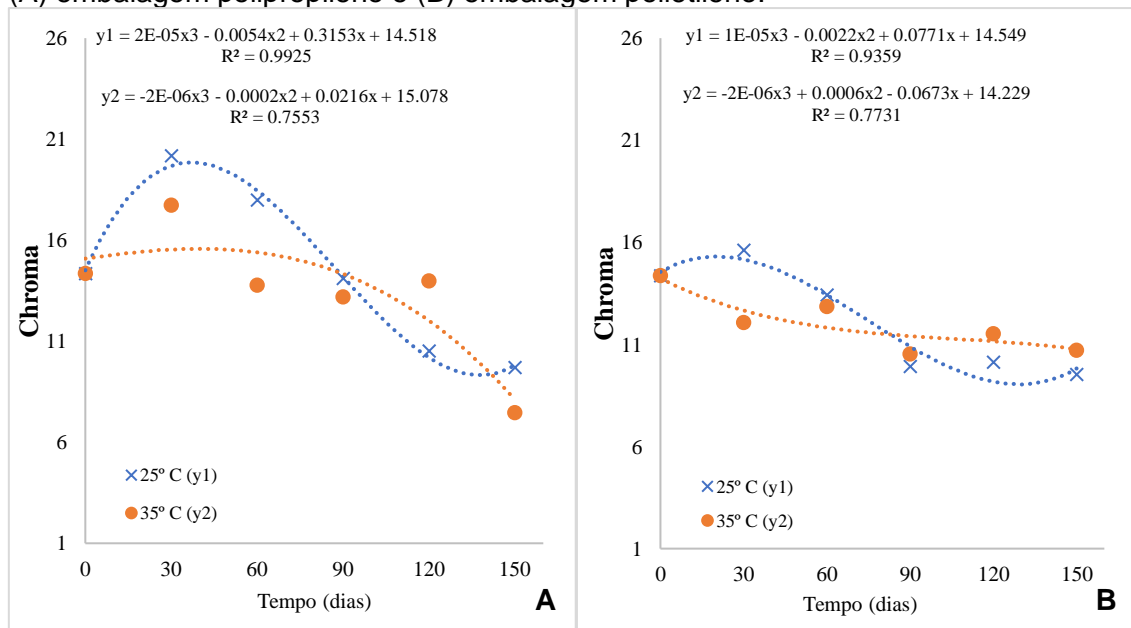 (A) embalagem polipropileno e (B) embalagem polietileno.
y1 = 2E-05x3 - 0.0054x2 + 0.3153x + 14.518
R² = 0.9925
y2 = -2E-06x3 - 0.0002x2 + 0.0216x + 15.078
R² = 0.7553
26
21
16
11
6
1
Chroma
25º C (y1)
35º C (y2)
0 30 60 90 120 150
Tempo (dias)
A
y1 = 1E-05x3 - 0.0022x2 + 0.0771x + 14.549
R² = 0.9359
y2 = -2E-06x3 + 0.0006x2 - 0.0673x + 14.229
R² = 0.7731
26
21
16
11
6
1
Chroma
25º C (y1)
35º C (y2)
0 30 60 90 120 150
Tempo (dias)
B